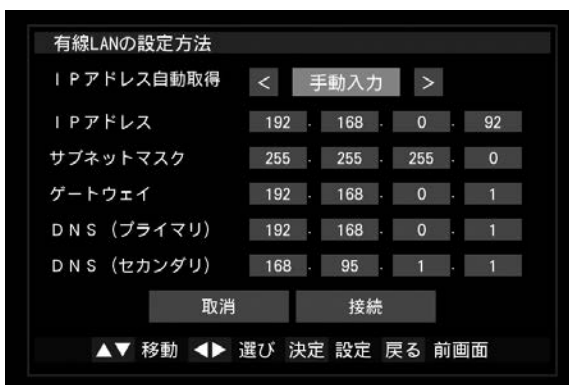 有線LANの設定方法
IPアドレス自動取得 < 手動入力 >
IPアドレス 192 . 168 . 0 . 92
サブネットマスク 255 . 255 . 255 . 0
ゲートウェイ 192 . 168 . 0 . 1
DNS（プライマリ） 192 . 168 . 0 . 1
DNS（セカンダリ） 168 . 95 . 1 . 1
取消 接続
▲▼ 移動 ◀▶ 選び 決定 設定 戻る 前画面